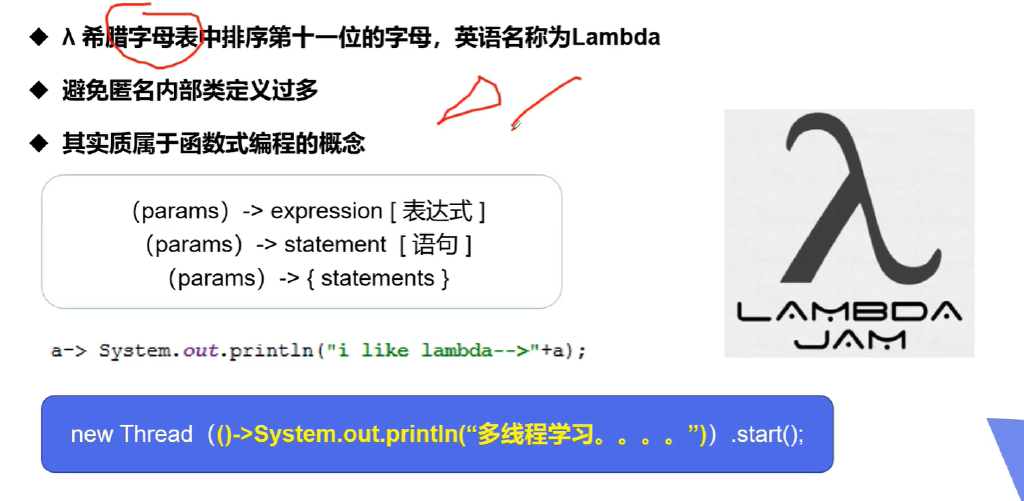 ◆ λ 希腊字母表中排序第十一位的字母，英语名称为Lambda
◆ 避免匿名内部类定义过多
◆ 其实质属于函数式编程的概念
（params）-> expression [ 表达式 ]
（params）-> statement [ 语句 ]
（params）-> { statements }
a-> System.out.println("i like lambda-->"+a);
new Thread（()->System.out.println(“多线程学习。。。。”)）.start();
λ
LAMBDA
JAM